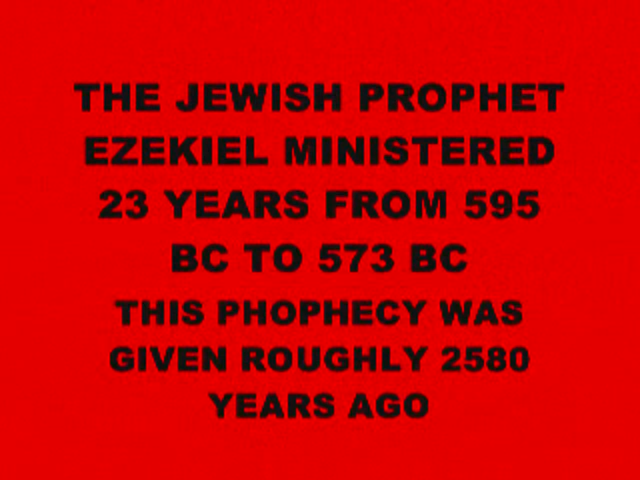 THE JEWISH PROPHET
EZEKIEL MINISTERED
23 YEARS FROM 595
BC TO 573 BC
THIS PHOPHECY WAS
GIVEN ROUGHLY 2580
YEARS AGO